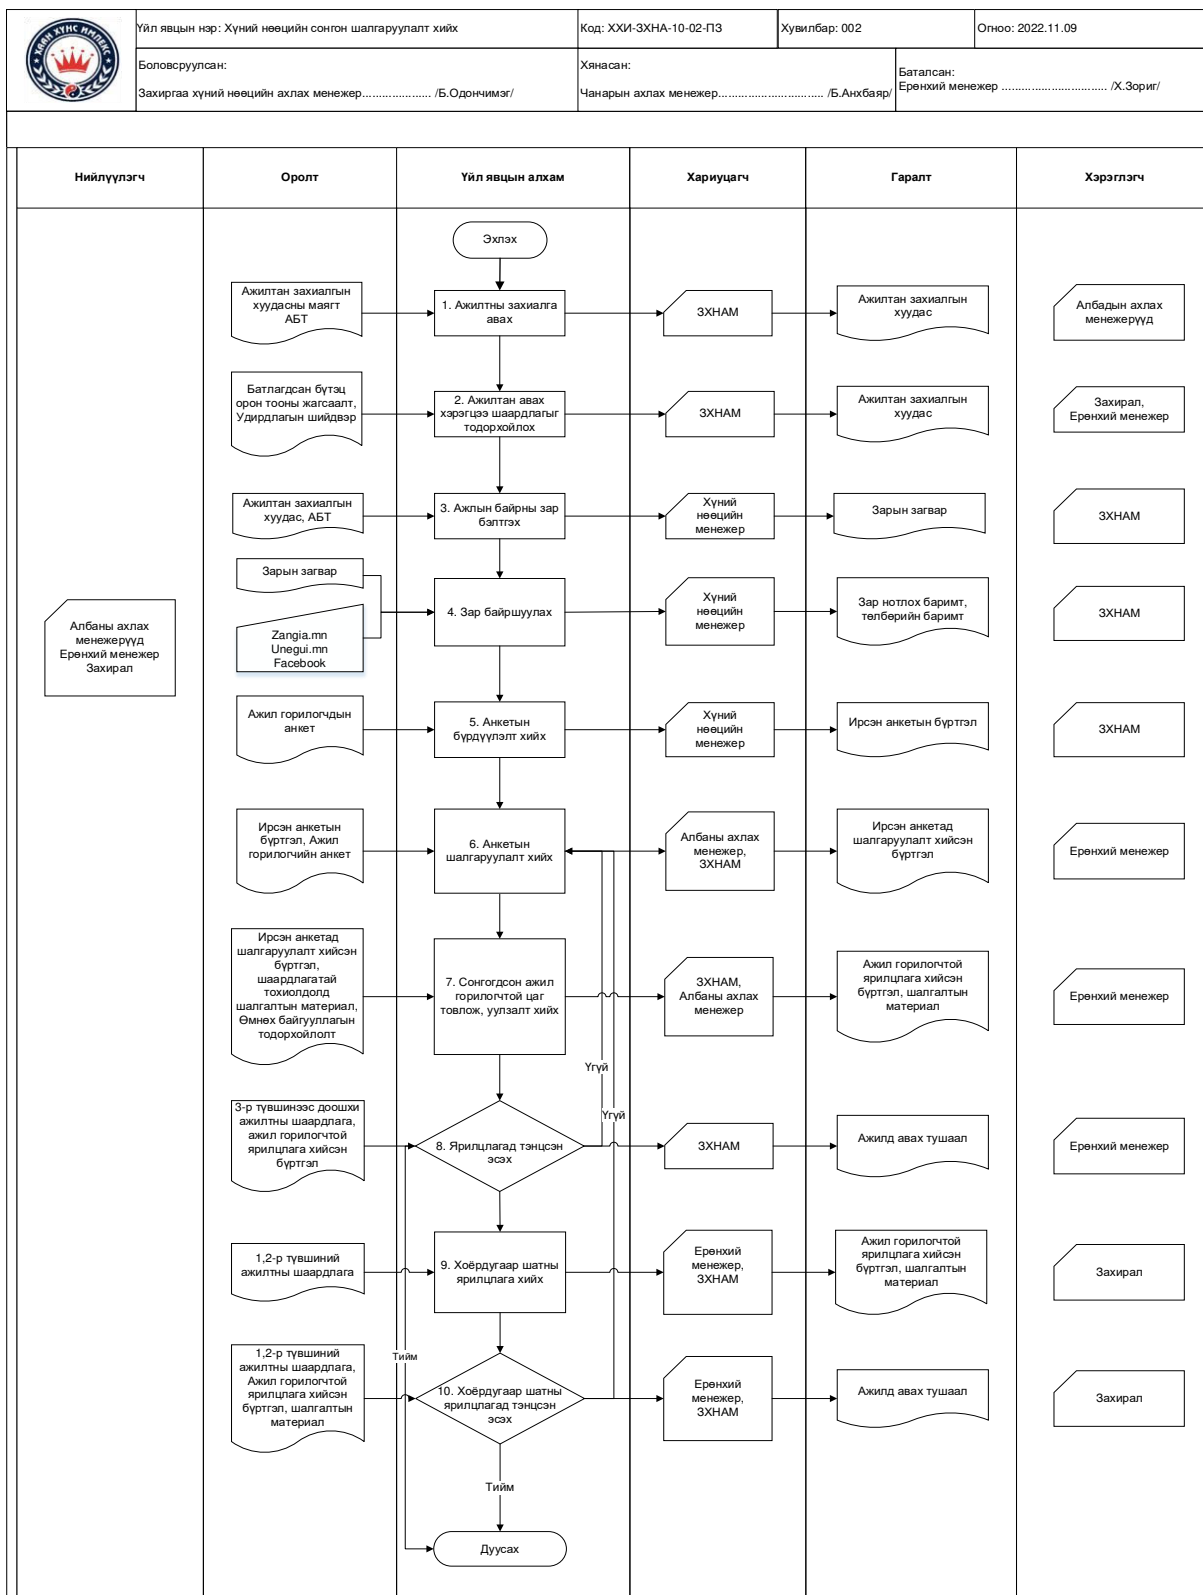 ХААН ХҮНС ИМПЕКС
Үйл явцын нэр: Хүний нөөцийн сонгон шалгаруулалт хийх
Код: ХХИ-ЗХНА-10-02-ПЗ
Хувилбар: 002
Огноо: 2022.11.09
Боловсруулсан:
Захиргаа хүний нөөцийн ахлах менежер.................... /Б.Одончимэг/
Хянасан:
Чанарын ахлах менежер.............................. /Б.Анхбаяр/
Баталсан:
Ерөнхий менежер .............................. /Х.Зориг/
Нийлүүлэгч
Оролт
Үйл явцын алхам
Хариуцагч
Гаралт
Хэрэглэгч
Эхлэх
Ажилтан захиалгын
хуудасны маягт
АБТ
1. Ажилтны захиалга
авах
ЗХНАМ
Ажилтан захиалгын
хуудас
Албадын ахлах
менежерүүд
Батлагдсан бүтэц
орон тооны жагсаалт,
Удирдлагын шийдвэр
2. Ажилтан авах
хэрэгцээ шаардлагыг
тодорхойлох
ЗХНАМ
Ажилтан захиалгын
хуудас
Захирал,
Ерөнхий менежер
Ажилтан захиалгын
хуудас, АБТ
3. Ажлын байрны зар
бэлтгэх
Хүний
нөөцийн
менежер
Зарын загвар
ЗХНАМ
Зарын загвар
Zangia.mn
Unegui.mn
Facebook
4. Зар байршуулах
Хүний
нөөцийн
менежер
Зар нотлох баримт,
төлбөрийн баримт
ЗХНАМ
Албаны ахлах
менежерүүд
Ерөнхий менежер
Захирал
Ажил горилогчдын
анкет
5. Анкетын
бүрдүүлэлт хийх
Хүний
нөөцийн
менежер
Ирсэн анкетын бүртгэл
ЗХНАМ
Ирсэн анкетын
бүртгэл, Ажил
горилогчийн анкет
6. Анкетын
шалгаруулалт хийх
Албаны ахлах
менежер,
ЗХНАМ
Ирсэн анкетад
шалгаруулалт хийсэн
бүртгэл
Ерөнхий менежер
Ирсэн анкетад
шалгаруулалт хийсэн
бүртгэл,
шаардлагатай
тохиолдолд
шалгалтын материал,
Өмнөх байгууллагын
тодорхойлолт
7. Сонгогдсон ажил
горилогчтой цаг
товлож, уулзалт хийх
ЗХНАМ,
Албаны ахлах
менежер
Ажил горилогчтой
ярилцлага хийсэн
бүртгэл, шалгалтын
материал
Ерөнхий менежер
Үгүй
Үгүй
3-р түвшинээс доошхи
ажилтны шаардлага,
ажил горилогчтой
ярилцлага хийсэн
бүртгэл
8. Ярилцлагад тэнцсэн
эсэх
ЗХНАМ
Ажилд авах тушаал
Ерөнхий менежер
1,2-р түвшиний
ажилтны шаардлага
9. Хоёрдугаар шатны
ярилцлага хийх
Ерөнхий
менежер,
ЗХНАМ
Ажил горилогчтой
ярилцлага хийсэн
бүртгэл, шалгалтын
материал
Захирал
Тийм
1,2-р түвшиний
ажилтны шаардлага,
Ажил горилогчтой
ярилцлага хийсэн
бүртгэл, шалгалтын
материал
10. Хоёрдугаар шатны
ярилцлагад тэнцсэн
эсэх
Ерөнхий
менежер,
ЗХНАМ
Ажилд авах тушаал
Захирал
Тийм
Дуусах